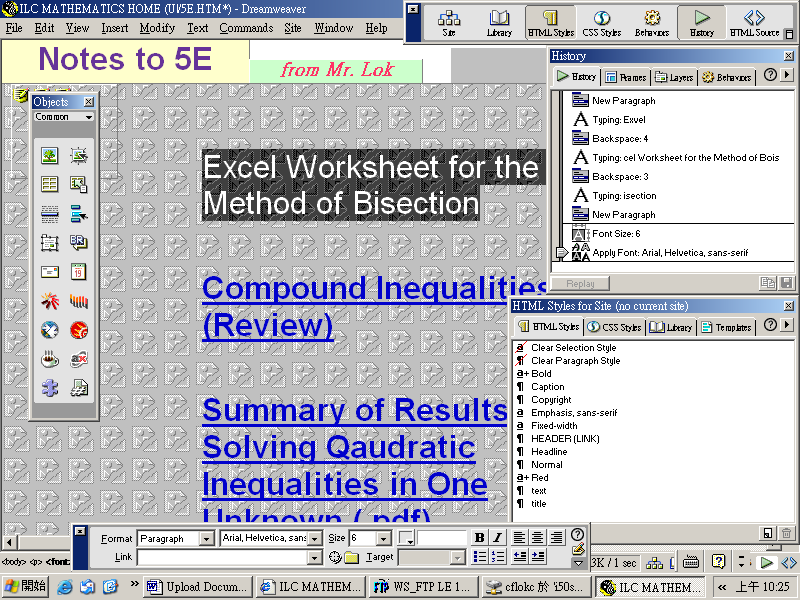 ILC MATHEMATICS HOME (UI/5E.HTM*) - Dreamweaver
File Edit View Insert Modify Text Commands Site Window Help
Site Library HTML Styles CSS Styles Behaviors History HTML Source
Notes to 5E
from Mr. Lok
Objects
Common
Excel Worksheet for the
Method of Bisection
Compound Inequalities
(Review)
Summary of Results
Solving Qaudratic
Inequalities in One
Unknown (.pdf)
History
History Frames Layers Behaviors
New Paragraph
Typing: Exvel
Backspace: 4
Typing: cel Worksheet for the Method of Bois
Backspace: 3
Typing: isection
New Paragraph
Font Size: 6
Apply Font: Arial, Helvetica, sans-serif
Replay
HTML Styles for Site (no current site)
HTML Styles CSS Styles Library Templates
Clear Selection Style
Clear Paragraph Style
a+ Bold
¶ Caption
¶ Copyright
a Emphasis, sans-serif
a Fixed-width
¶ HEADER (LINK)
¶ Headline
¶ Normal
a+ Red
¶ text
¶ title
Format Paragraph Arial, Helvetica, sans Size 6 B I
Link Target
<body> <p> <font:
3K / 1 sec
開始 Upload Docum... ILC MATHEM... WS_FTP LE 1... cflokc 於 'i50s... ILC MATHEM... « 上午 10:25